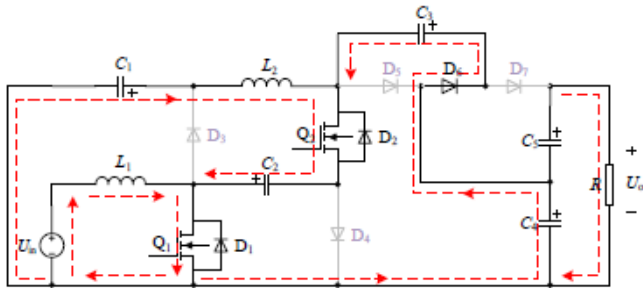 C3
+
C1
+
L2
D5
D6
D7
D3
Q2
D2
C5
+
+
L1
C2
+
R
Uo
C4
+
−
Uin
+
−
Q1
D1
D4